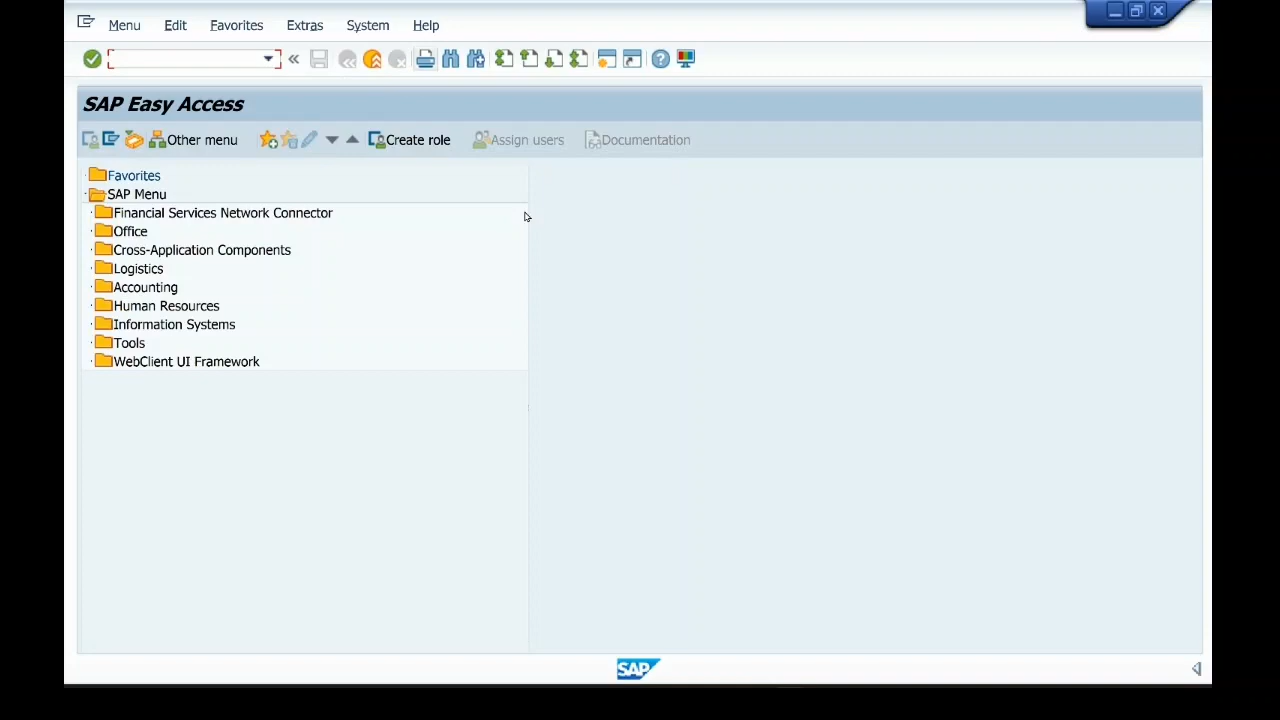 Menu Edit Favorites Extras System Help
SAP Easy Access
Other menu Create role Assign users Documentation
Favorites
SAP Menu
Financial Services Network Connector
Office
Cross-Application Components
Logistics
Accounting
Human Resources
Information Systems
Tools
WebClient UI Framework
SAP